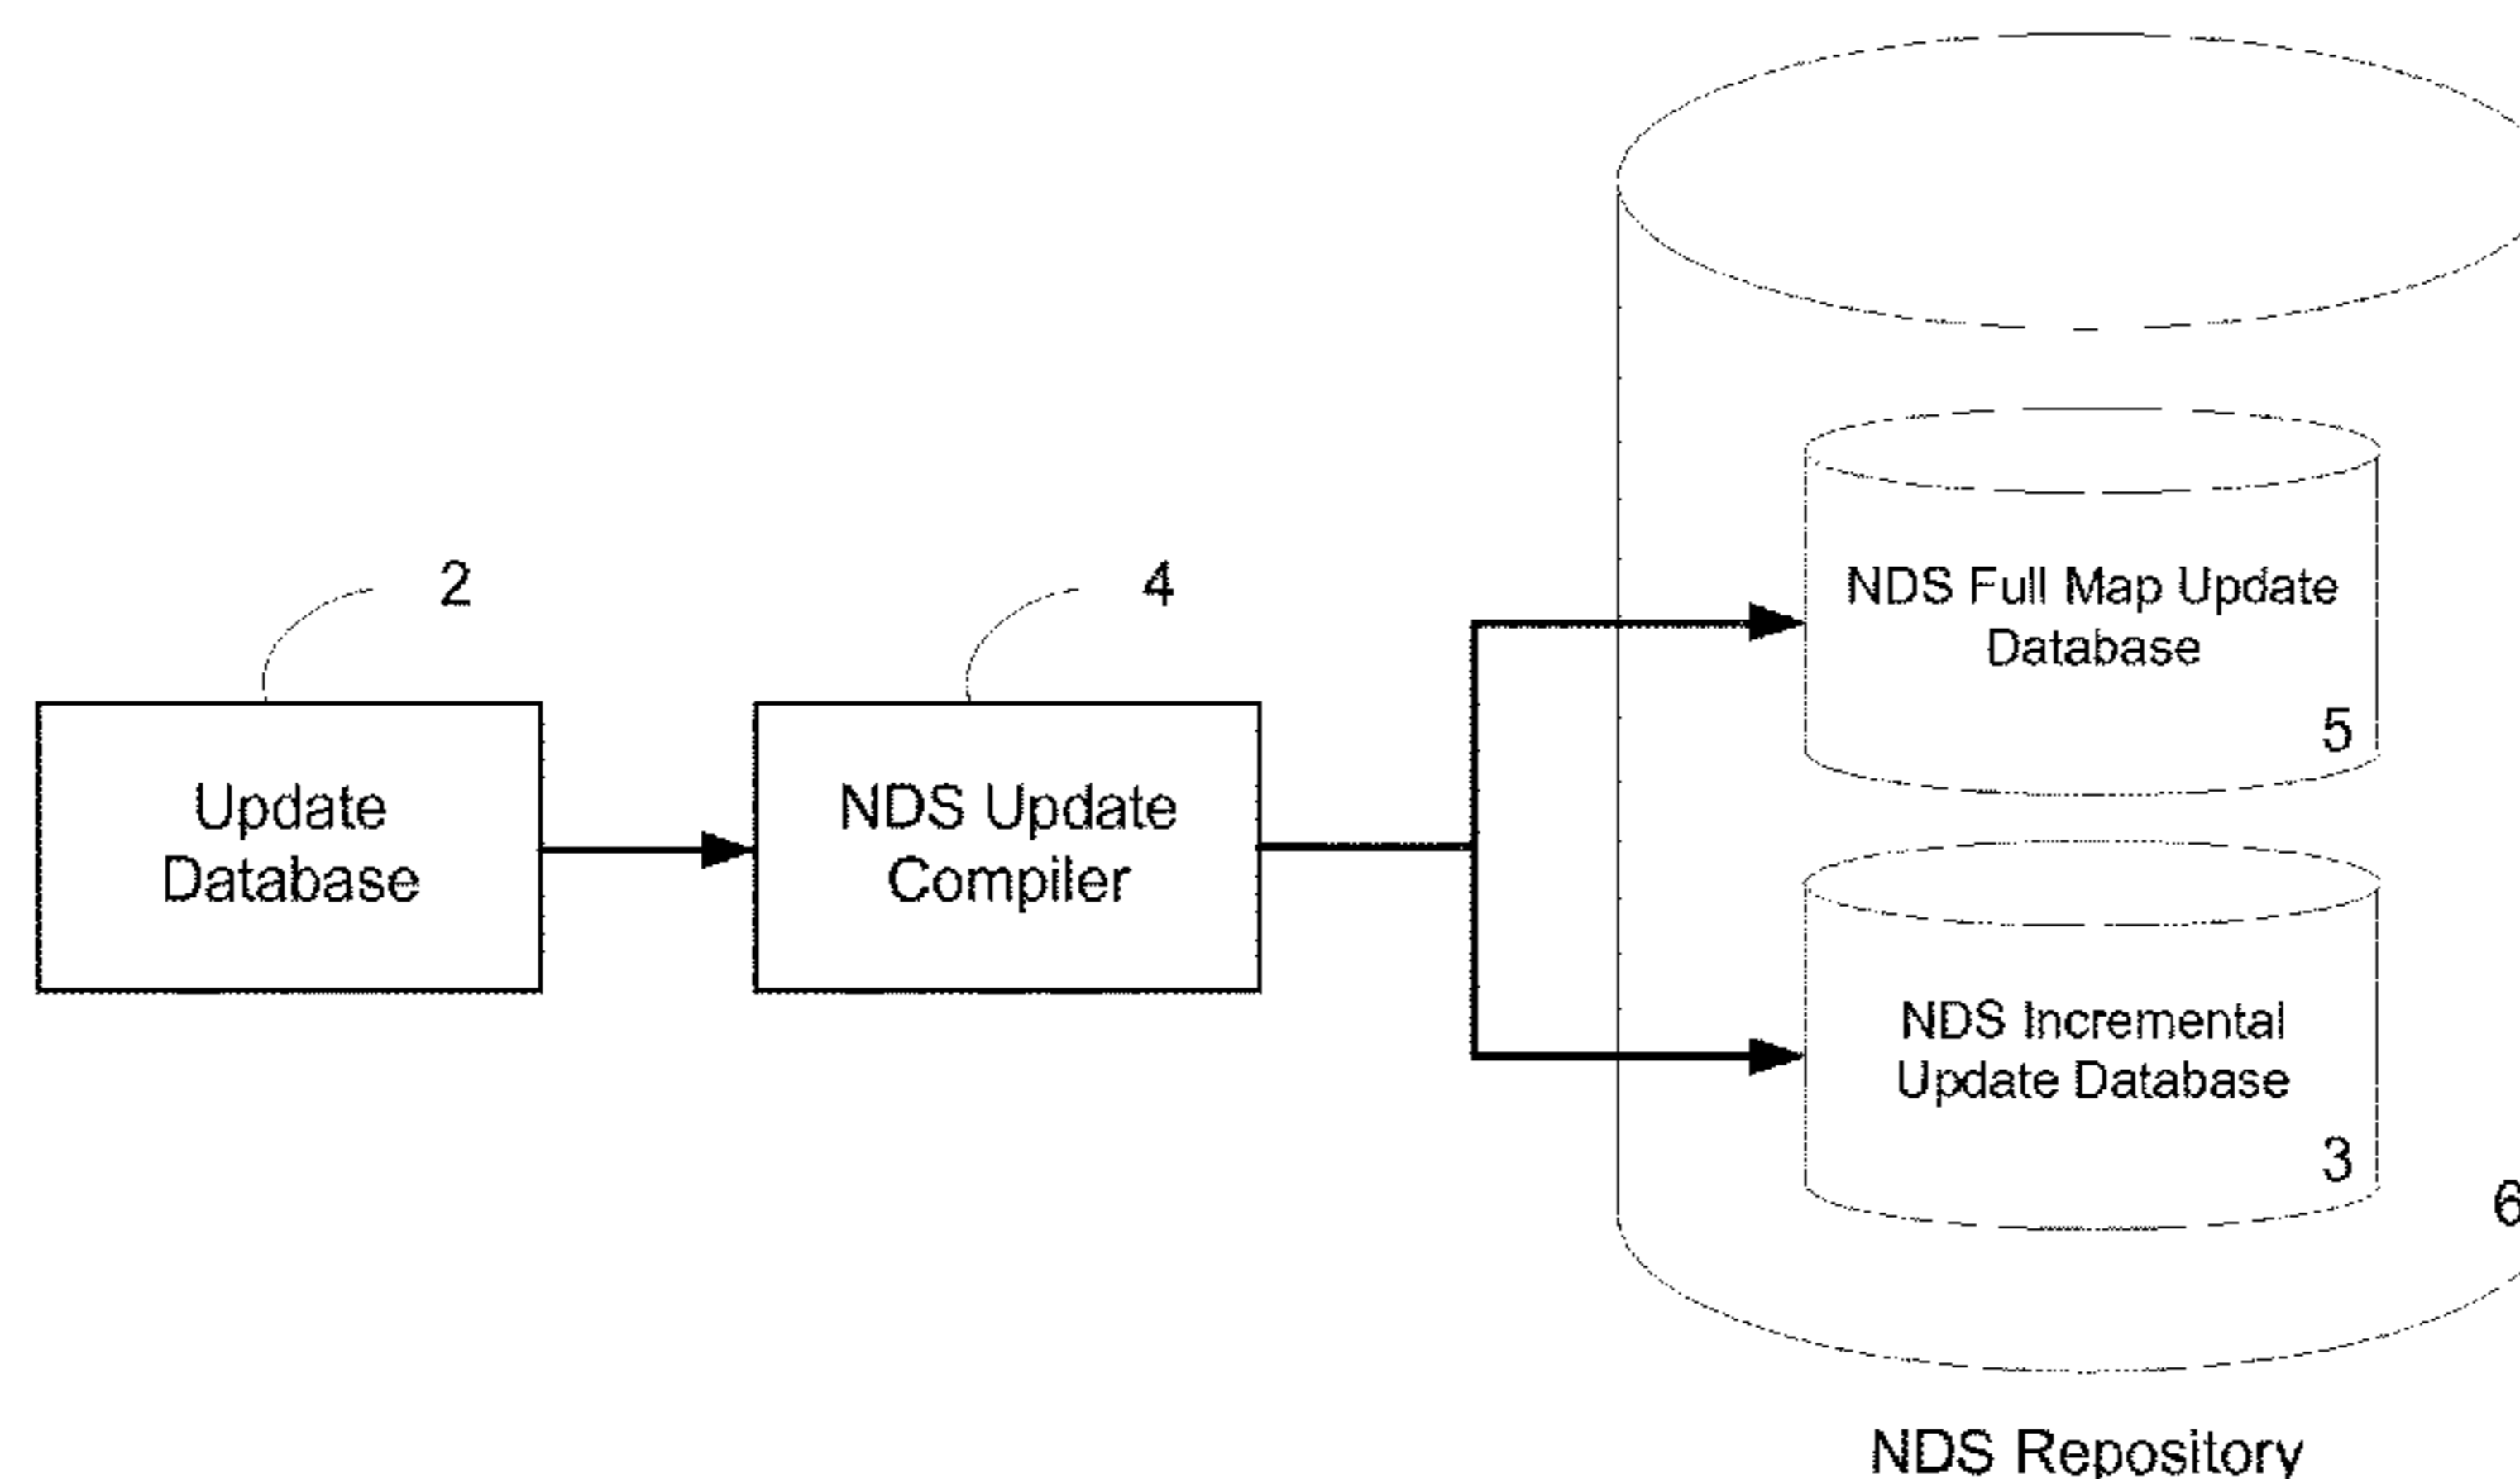 2
4
Update
Database
NDS Update
Compiler
NDS Full Map Update
Database
5
NDS Incremental
Update Database
3
6
NDS Repository